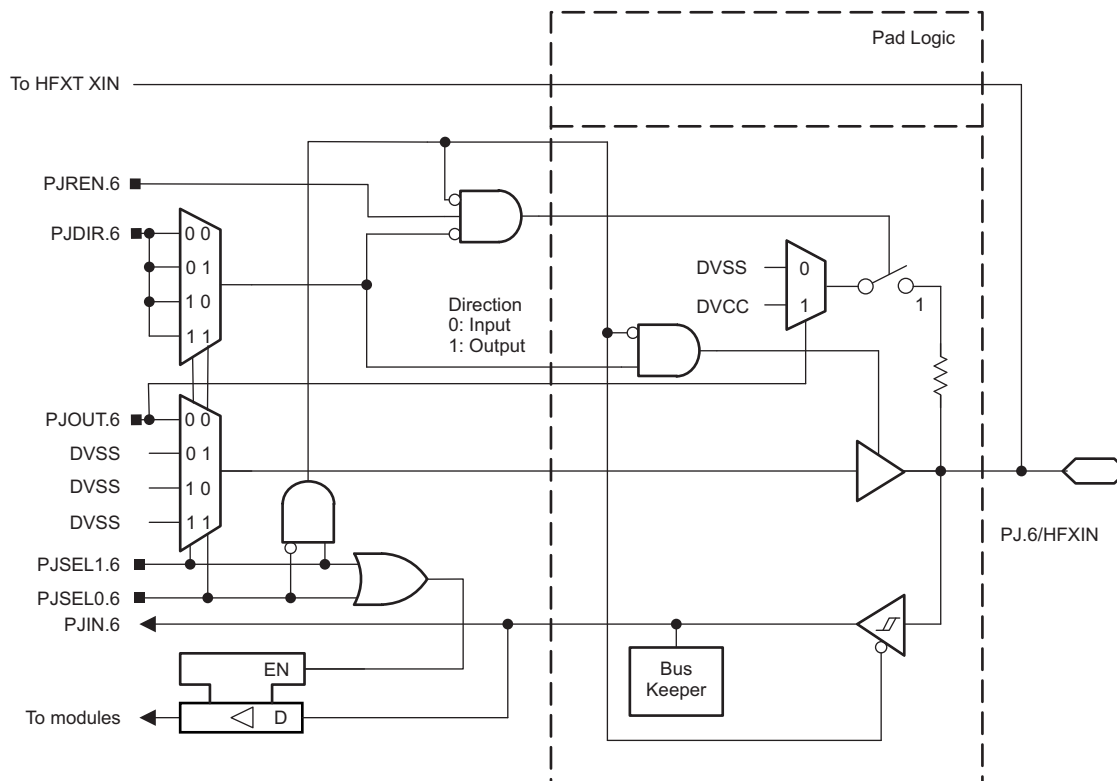 Pad Logic
To HFXT XIN
PJREN.6
PJDIR.6
0 0
0 1
1 0
1 1
DVSS
0
DVCC
1
1
Direction
0: Input
1: Output
PJOUT.6
0 0
DVSS
0 1
DVSS
1 0
DVSS
1 1
PJ.6/HFXIN
PJSEL1.6
PJSEL0.6
PJIN.6
EN
Bus
Keeper
To modules
D